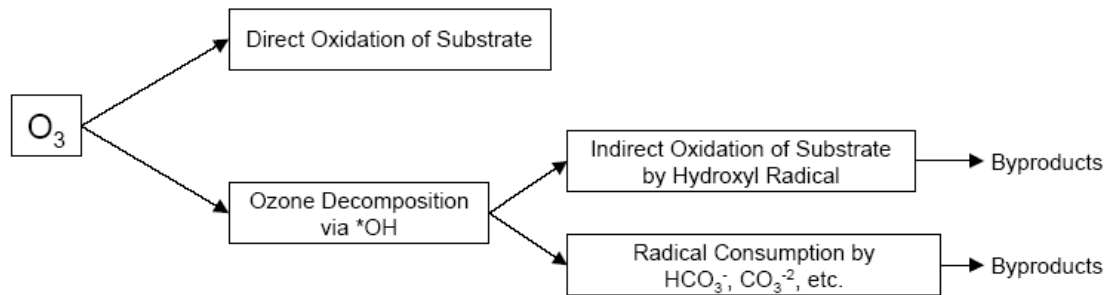 Direct Oxidation of Substrate
O₃
Indirect Oxidation of Substrate
by Hydroxyl Radical
Byproducts
Ozone Decomposition
via *OH
Radical Consumption by
HCO₃⁻, CO₃⁻², etc.
Byproducts